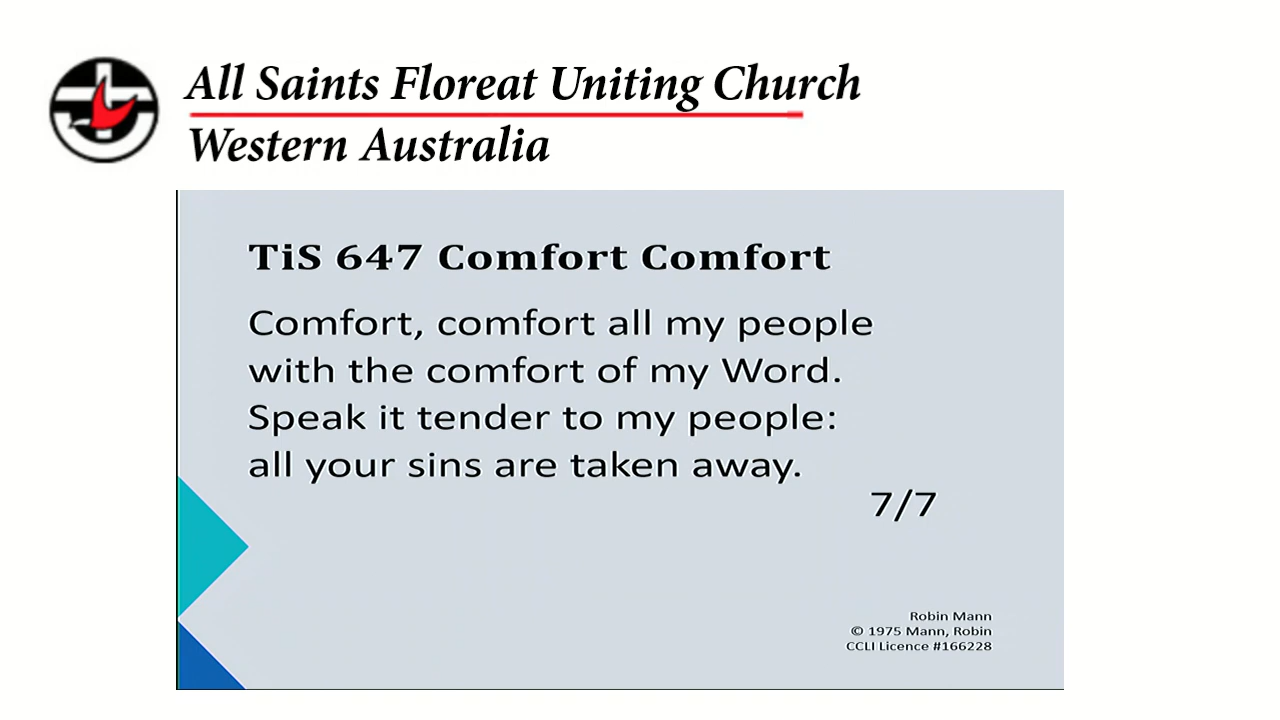 All Saints Floreat Uniting Church
Western Australia
TiS 647 Comfort Comfort
Comfort, comfort all my people
with the comfort of my Word.
Speak it tender to my people:
all your sins are taken away.
7/7
Robin Mann
© 1975 Mann, Robin
CCLI Licence #166228